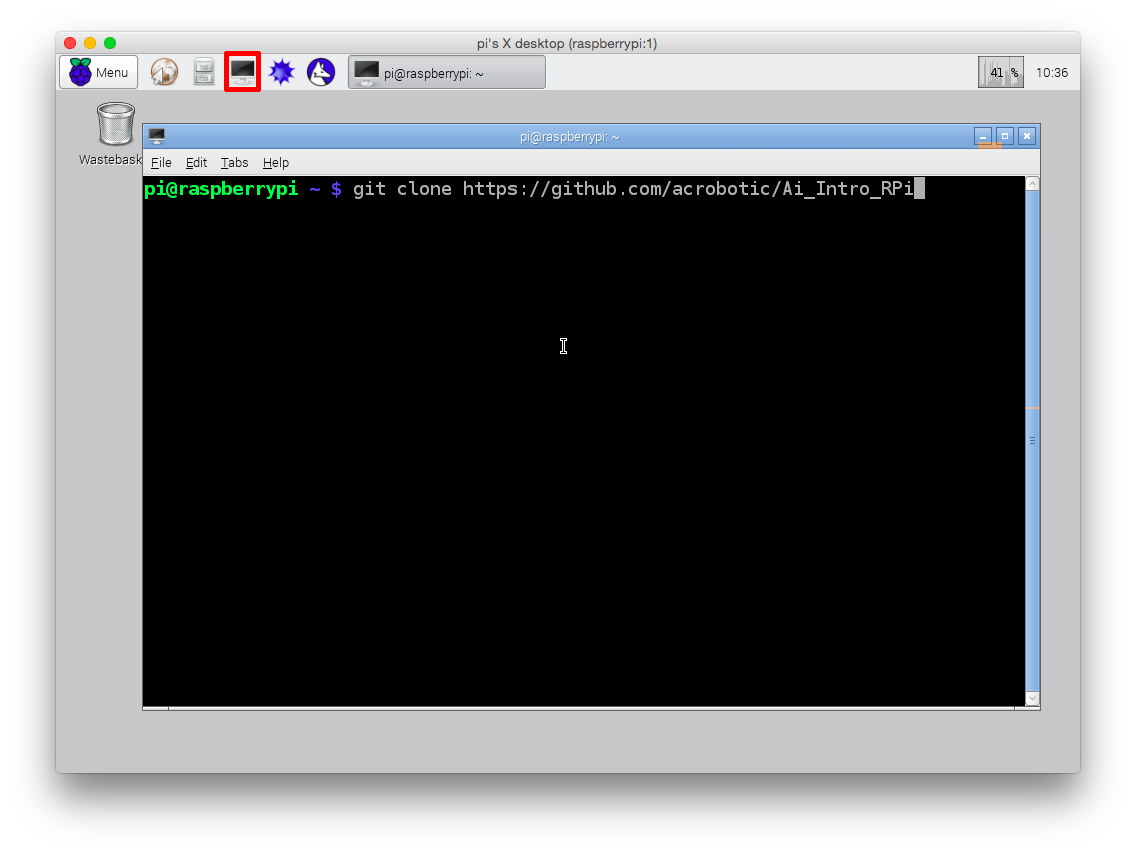 pi's X desktop (raspberrypi:1)
Menu pi@raspberrypi: ~ 41 % 10:36
Wastebask
pi@raspberrypi: ~
File Edit Tabs Help
pi@raspberrypi ~ $ git clone https://github.com/acrobotic/Ai_Intro_RPi